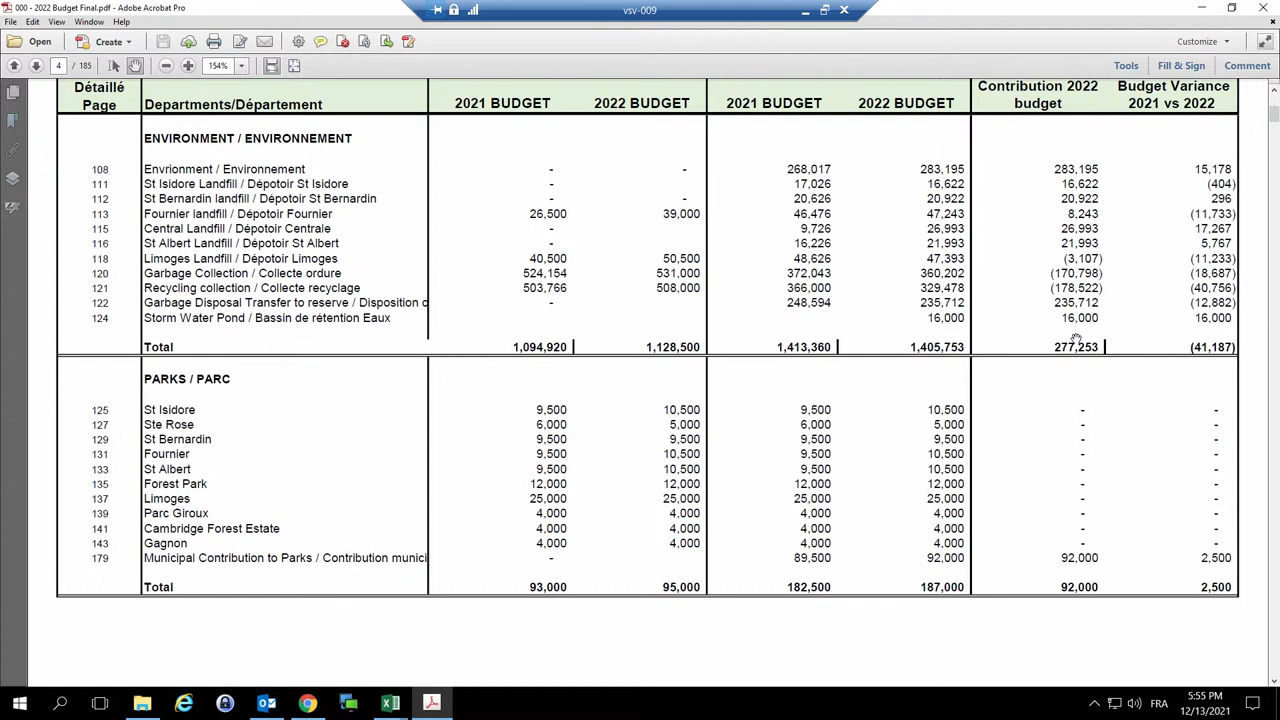 000 - 2022 Budget Final.pdf - Adobe Acrobat Pro
vsv-009
File Edit View Window Help
Open Create Customize
4 / 185 154% Tools Fill & Sign Comment
Détaillé Page Departments/Département 2021 BUDGET 2022 BUDGET 2021 BUDGET 2022 BUDGET Contribution 2022 budget Budget Variance 2021 vs 2022
ENVIRONMENT / ENVIRONNEMENT
108 Envrionment / Environnement - - 268,017 283,195 283,195 15,178
111 St Isidore Landfill / Dépotoir St Isidore - 17,026 16,622 16,622 (404)
112 St Bernardin landfill / Dépotoir St Bernardin - - 20,626 20,922 20,922 296
113 Fournier landfill / Dépotoir Fournier 26,500 39,000 46,476 47,243 8,243 (11,733)
115 Central Landfill / Dépotoir Centrale - 9,726 26,993 26,993 17,267
116 St Albert Landfill / Dépotoir St Albert - 16,226 21,993 21,993 5,767
118 Limoges Landfill / Dépotoir Limoges 40,500 50,500 48,626 47,393 (3,107) (11,233)
120 Garbage Collection / Collecte ordure 524,154 531,000 372,043 360,202 (170,798) (18,687)
121 Recycling collection / Collecte recyclage 503,766 508,000 366,000 329,478 (178,522) (40,756)
122 Garbage Disposal Transfer to reserve / Disposition - 248,594 235,712 235,712 (12,882)
124 Storm Water Pond / Bassin de rétention Eaux 16,000 16,000 16,000
Total 1,094,920 1,128,500 1,413,360 1,405,753 277,253 (41,187)
PARKS / PARC
125 St Isidore 9,500 10,500 9,500 10,500 - -
127 Ste Rose 6,000 5,000 6,000 5,000 - -
129 St Bernardin 9,500 9,500 9,500 9,500 - -
131 Fournier 9,500 10,500 9,500 10,500 - -
133 St Albert 9,500 10,500 9,500 10,500 - -
135 Forest Park 12,000 12,000 12,000 12,000 - -
137 Limoges 25,000 25,000 25,000 25,000 - -
139 Parc Giroux 4,000 4,000 4,000 4,000 - -
141 Cambridge Forest Estate 4,000 4,000 4,000 4,000 - -
143 Gagnon 4,000 4,000 4,000 4,000 - -
179 Municipal Contribution to Parks / Contribution munici - 89,500 92,000 92,000 2,500
Total 93,000 95,000 182,500 187,000 92,000 2,500
FRA 5:55 PM
12/13/2021